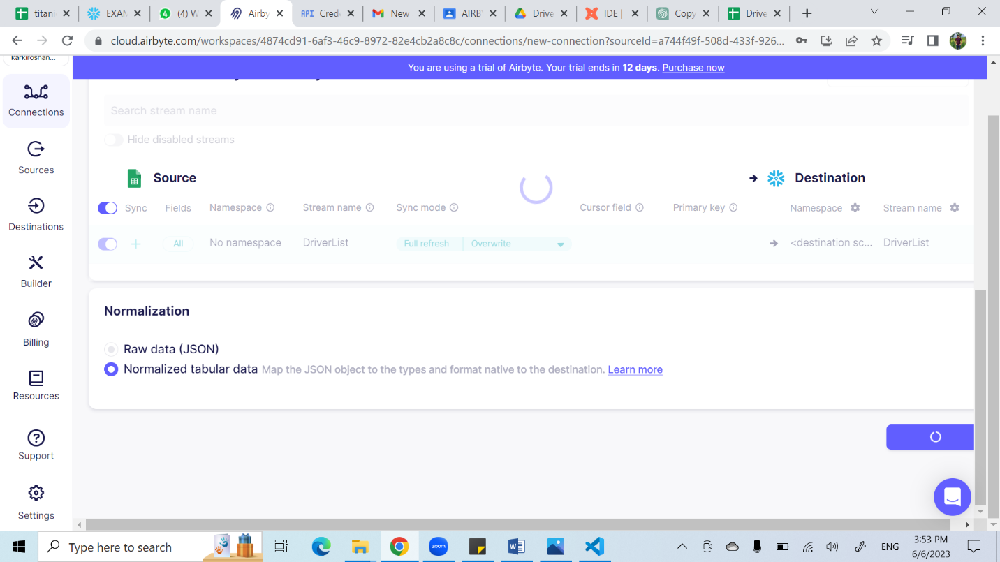 titani
EXAM
(4) W
Airby
API Cred
New
AIRB
Drive
IDE |
Copy
Drive
cloud.airbyte.com/workspaces/4874cd91-6af3-46c9-8972-82e4cb2a8c8c/connections/new-connection?sourceId=a744f49f-508d-433f-926...
karkiroshan...
You are using a trial of Airbyte. Your trial ends in 12 days. Purchase now
Connections
Sources
Destinations
Builder
Billing
Resources
Support
Settings
Search stream name
Hide disabled streams
Source
Destination
Sync Fields Namespace Stream name Sync mode Cursor field Primary key Namespace Stream name
All No namespace DriverList Full refresh Overwrite <destination sc... DriverList
Normalization
Raw data (JSON)
Normalized tabular data Map the JSON object to the types and format native to the destination. Learn more
Type here to search
zoom
ENG
3:53 PM
6/6/2023